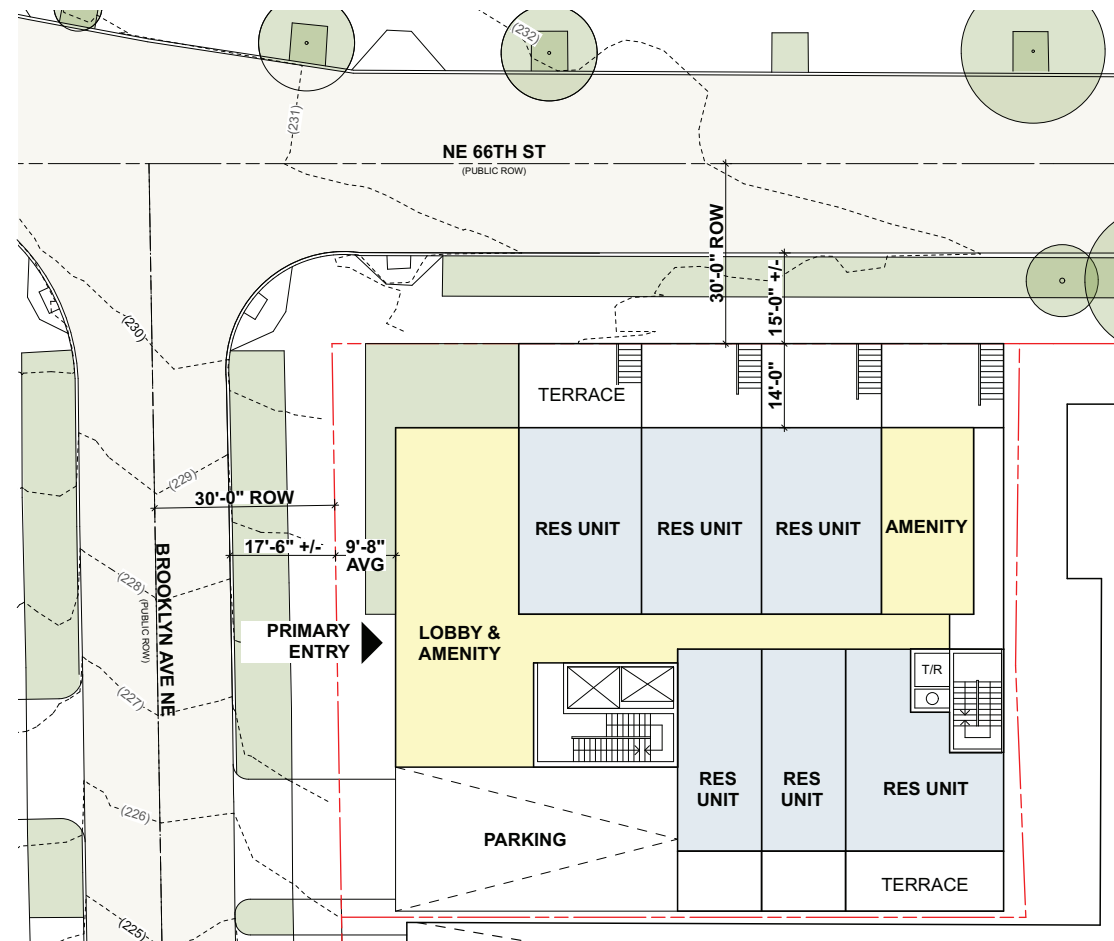 (232)
(231)
NE 66TH ST
(PUBLIC ROW)
30'-0" ROW
15'-0" +/-
(230)
14'-0"
TERRACE
(229)
30'-0" ROW
17'-6" +/-
9'-8"
AVG
RES UNIT
RES UNIT
RES UNIT
AMENITY
BROOKLYN AVE NE
(PUBLIC ROW)
(228)
PRIMARY
ENTRY
LOBBY &
AMENITY
T/R
(227)
RES
UNIT
RES
UNIT
RES UNIT
(226)
PARKING
TERRACE
(225)